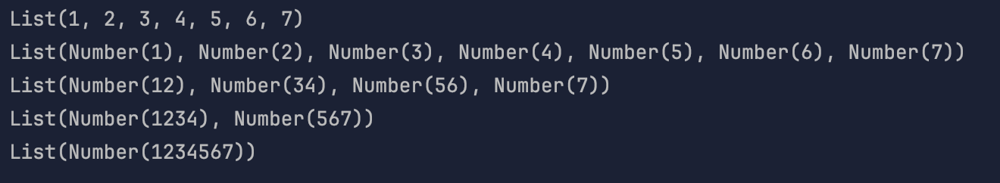 List(1, 2, 3, 4, 5, 6, 7)
List(Number(1), Number(2), Number(3), Number(4), Number(5), Number(6), Number(7))
List(Number(12), Number(34), Number(56), Number(7))
List(Number(1234), Number(567))
List(Number(1234567))